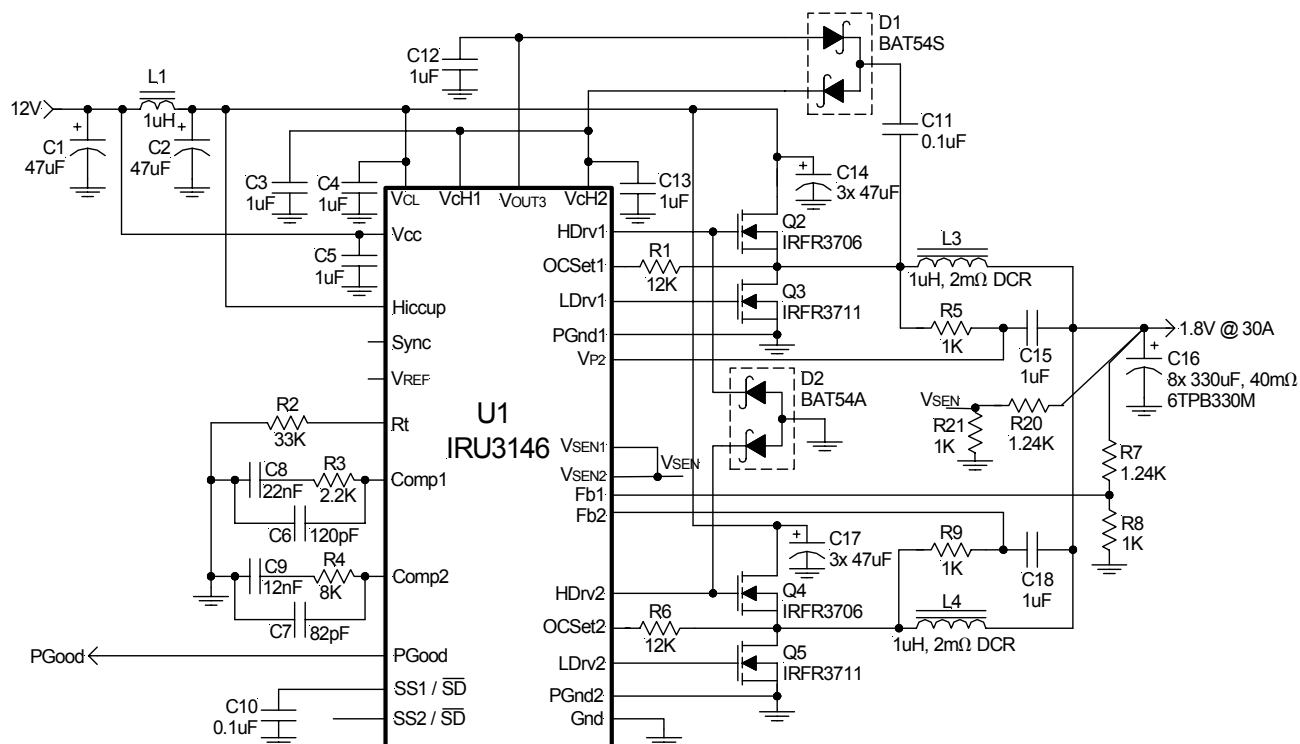 D1
BAT54S
C12
1uF
L1
12V
1uH
C1
47uF
C2
47uF
C11
0.1uF
C3
1uF
C4
1uF
C13
1uF
C14
3x 47uF
VCL
VcH1
VOUT3
VcH2
Vcc
C5
1uF
HDrv1
Q2
IRFR3706
OCSet1
R1
12K
L3
1uH, 2mΩ DCR
Hiccup
LDrv1
Q3
IRFR3711
R5
1K
C15
1uF
1.8V @ 30A
Sync
PGnd1
VP2
C16
8x 330uF, 40mΩ
6TPB330M
VREF
D2
BAT54A
U1
IRU3146
VSEN
R21
1K
R20
1.24K
R2
33K
Rt
VSEN1
VSEN2
VSEN
R7
1.24K
C8
22nF
R3
2.2K
Comp1
Fb1
Fb2
C6
120pF
R8
1K
C17
3x 47uF
R9
1K
C18
1uF
C9
12nF
R4
8K
Comp2
HDrv2
Q4
IRFR3706
C7
82pF
OCSet2
R6
12K
L4
1uH, 2mΩ DCR
PGood
PGood
LDrv2
Q5
IRFR3711
SS1 / SD
PGnd2
C10
0.1uF
SS2 / SD
Gnd